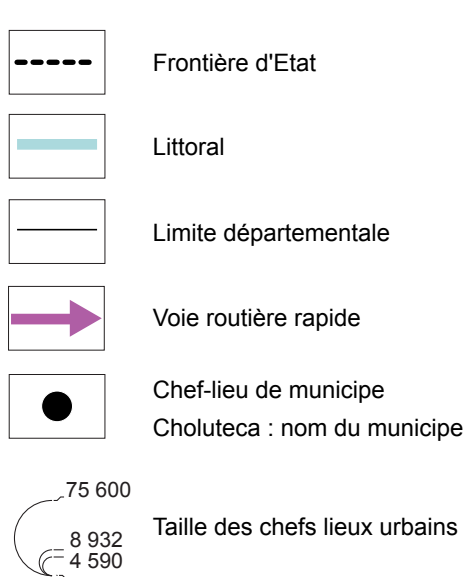 Frontière d'Etat
Littoral
Limite départementale
Voie routière rapide
Chef-lieu de municipe
Choluteca : nom du municipe
75 600
8 932
4 590
Taille des chefs lieux urbains